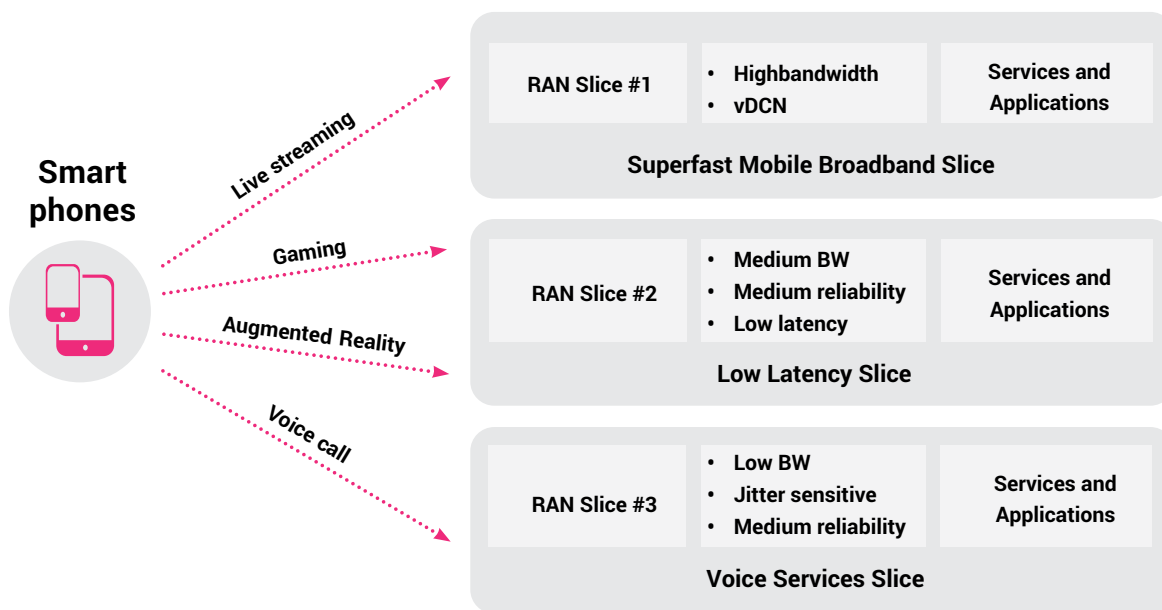 Smart
phones
Live streaming
Gaming
Augmented Reality
Voice call
RAN Slice #1
• Highbandwidth
• vDCN
Services and
Applications
Superfast Mobile Broadband Slice
RAN Slice #2
• Medium BW
• Medium reliability
• Low latency
Services and
Applications
Low Latency Slice
RAN Slice #3
• Low BW
• Jitter sensitive
• Medium reliability
Services and
Applications
Voice Services Slice